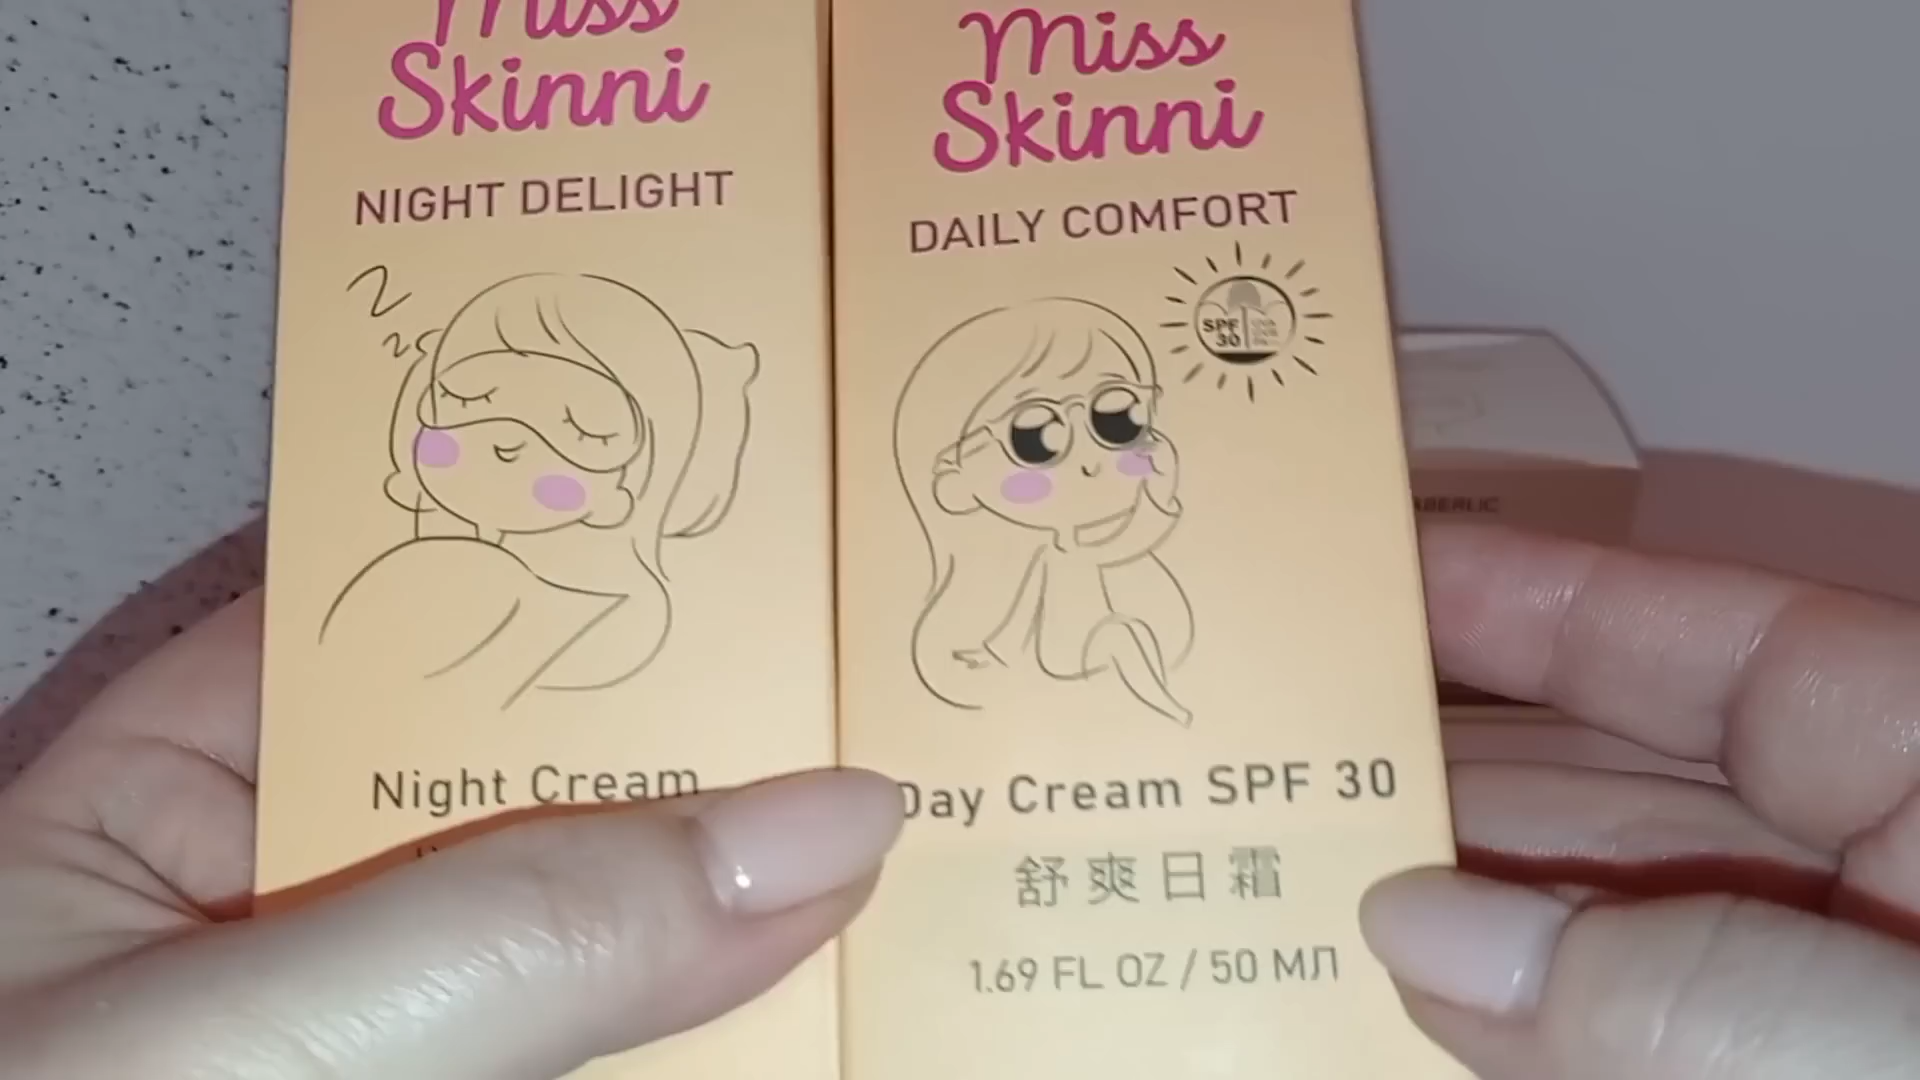 Miss
Skinni
NIGHT DELIGHT
Z
z
Night Cream
Miss
Skinni
DAILY COMFORT
SPF
30
Day Cream SPF 30
舒爽日霜
1.69 FL OZ / 50 МЛ
ABERLIC